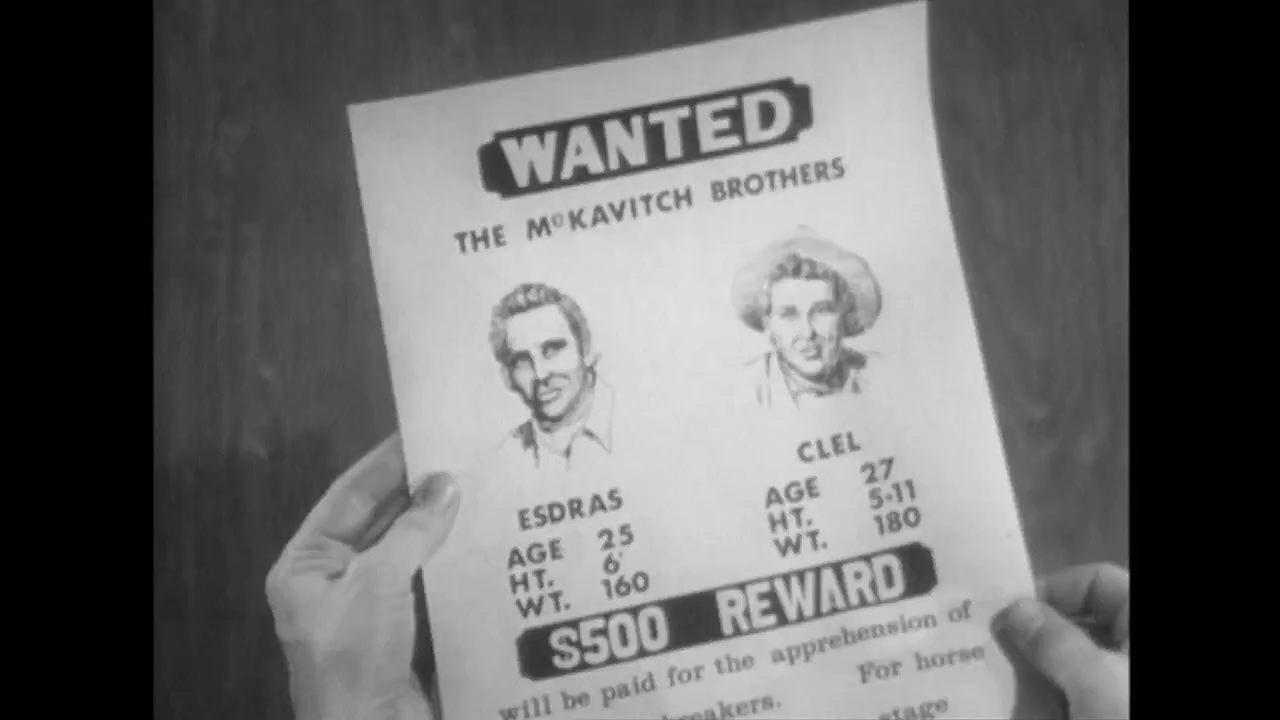 WANTED
THE McKAVITCH BROTHERS
ESDRAS
AGE 25
HT. 6'
WT. 160
CLEL
AGE 27
HT. 5-11
WT. 180
$500 REWARD
will be paid for the apprehension of
For horse
stage